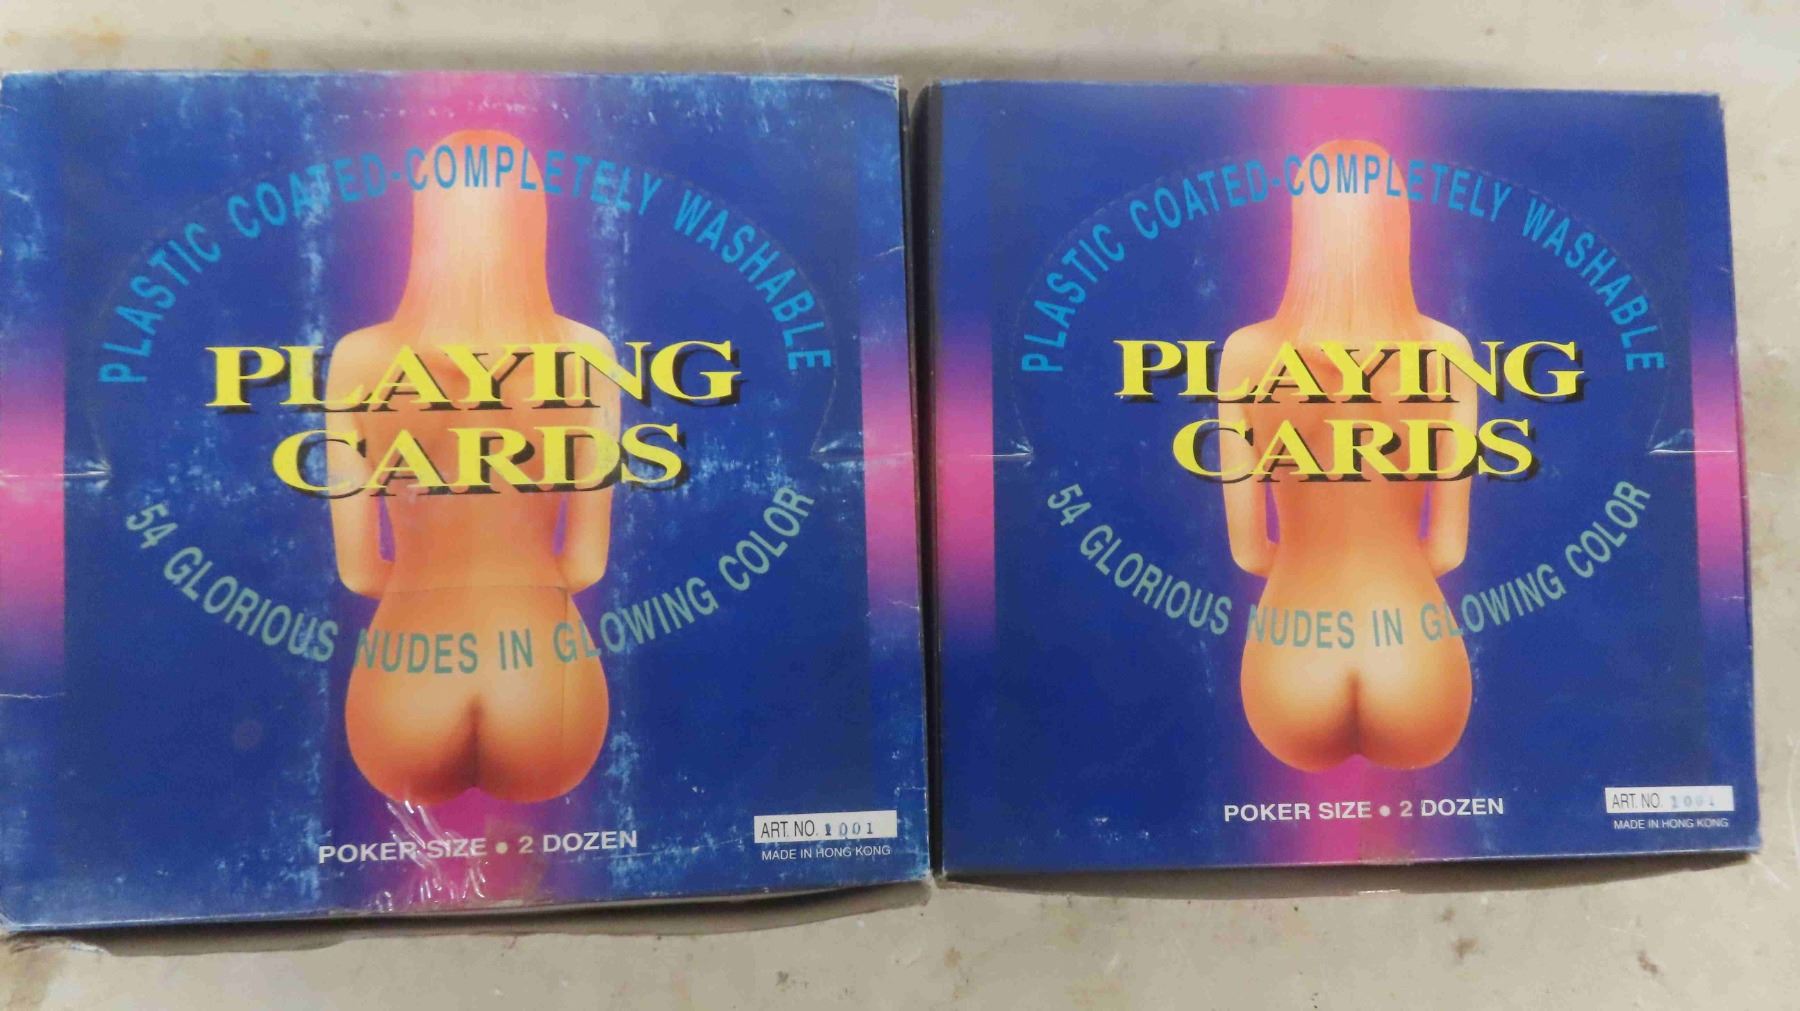 PLASTIC COATED-COMPLETELY WASHABLE
PLAYING
CARDS
54 GLORIOUS NUDES IN GLOWING COLOR
POKER SIZE • 2 DOZEN
ART. NO. 1001
MADE IN HONG KONG
PLASTIC COATED-COMPLETELY WASHABLE
PLAYING
CARDS
54 GLORIOUS NUDES IN GLOWING COLOR
POKER SIZE • 2 DOZEN
ART. NO. 1001
MADE IN HONG KONG